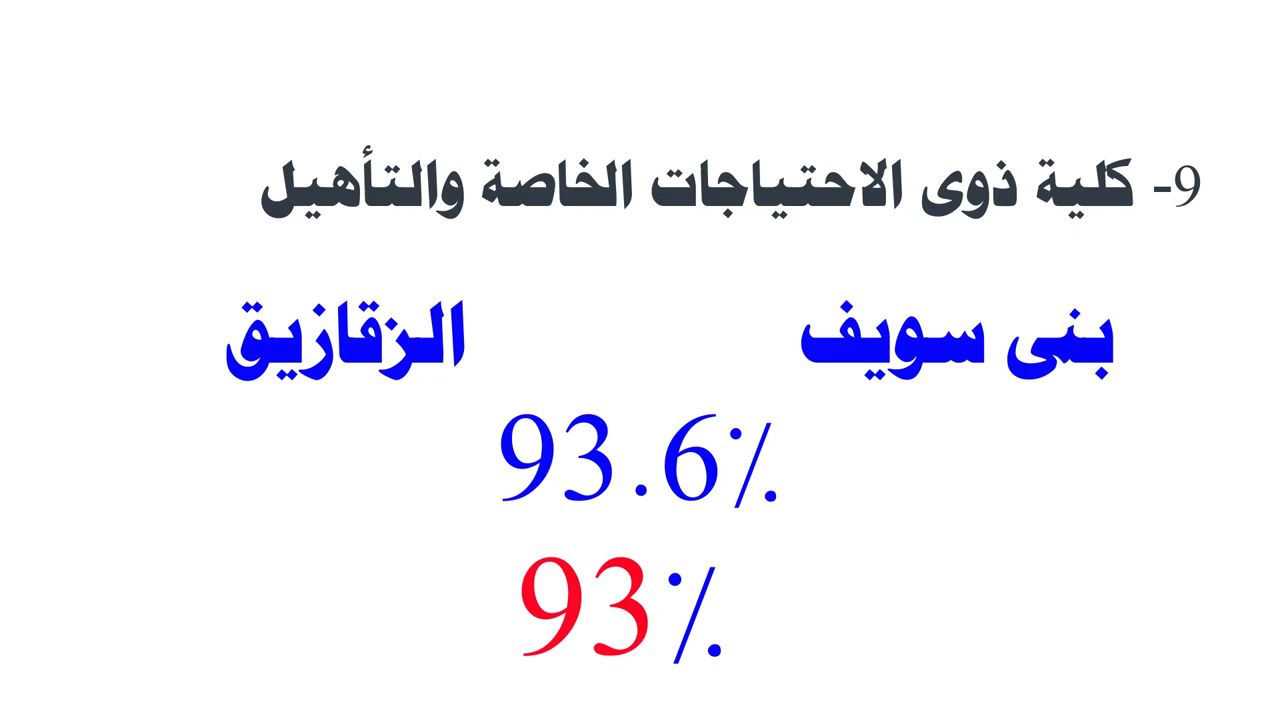 9- كلية ذوى الاحتياجات الخاصة والتأهيل
بنى سويف الزقازيق
93.6٪
93٪